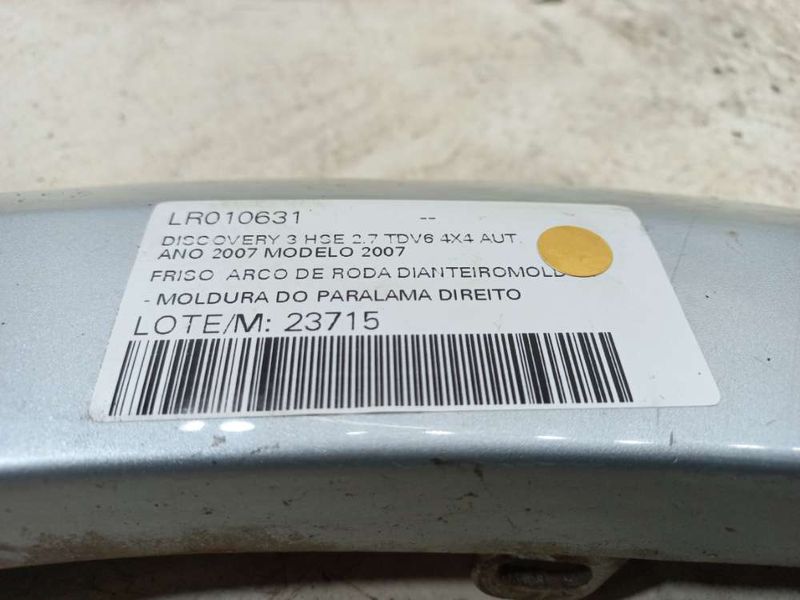 LR010631 --
DISCOVERY 3 HSE 2.7 TDV6 4X4 AUT.
ANO 2007 MODELO 2007
FRISO ARCO DE RODA DIANTEIROMOLD
- MOLDURA DO PARALAMA DIREITO
LOTE/M: 23715